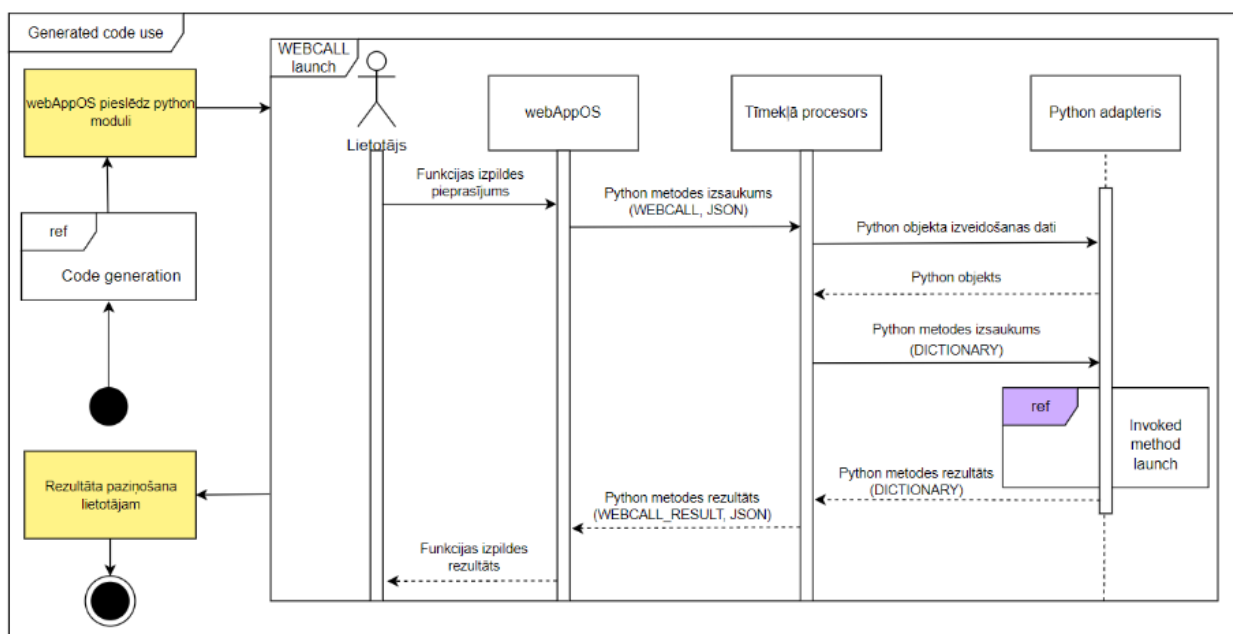 Generated code use
webAppOS pieslēdz python
moduli
ref
Code generation
Rezultāta paziņošana
lietotājam
WEBCALL
launch
Lietotājs
webAppOS
Tīmekļā procesors
Python adapteris
Funkcijas izpildes
pieprasījums
Python metodes izsaukums
(WEBCALL, JSON)
Python objekta izveidošanas dati
Python objekts
Python metodes izsaukums
(DICTIONARY)
ref
Invoked
method
launch
Python metodes rezultāts
(DICTIONARY)
Python metodes rezultāts
(WEBCALL_RESULT, JSON)
Funkcijas izpildes
rezultāts